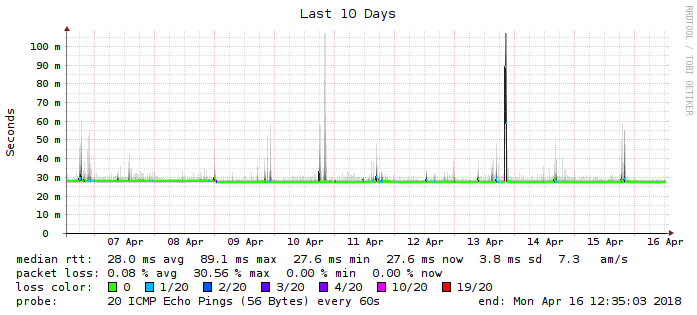 Last 10 Days
RRDTOOL / TOBI OETIKER
Seconds
100 m
90 m
80 m
70 m
60 m
50 m
40 m
30 m
20 m
10 m
0
07 Apr 08 Apr 09 Apr 10 Apr 11 Apr 12 Apr 13 Apr 14 Apr 15 Apr 16 Apr
median rtt: 28.0 ms avg 89.1 ms max 27.6 ms min 27.6 ms now 3.8 ms sd 7.3 am/s
packet loss: 0.08 % avg 30.56 % max 0.00 % min 0.00 % now
loss color: 0 1/20 2/20 3/20 4/20 10/20 19/20
probe: 20 ICMP Echo Pings (56 Bytes) every 60s end: Mon Apr 16 12:35:03 2018